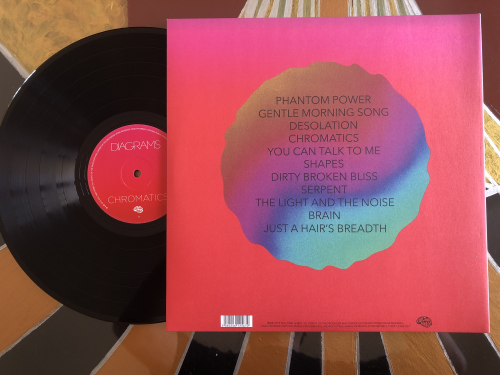 DIAGRAMS
CHROMATICS
PHANTOM POWER
GENTLE MORNING SONG
DESOLATION
CHROMATICS
YOU CAN TALK TO ME
SHAPES
DIRTY BROKEN BLISS
SERPENT
THE LIGHT AND THE NOISE
BRAIN
JUST A HAIR'S BREADTH